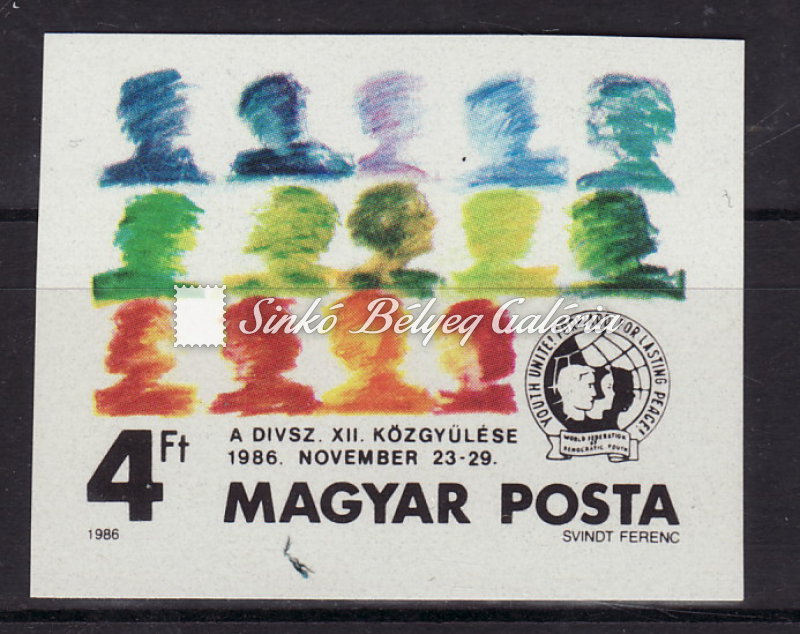 Sinkó Bélyeg Galéria
YOUTH UNITE! FORWARD FOR LASTING PEACE!
WORLD FEDERATION
OF
DEMOCRATIC YOUTH
4 Ft
A DIVSZ. XII. KÖZGYŰLÉSE
1986. NOVEMBER 23-29.
MAGYAR POSTA
1986
SVINDT FERENC